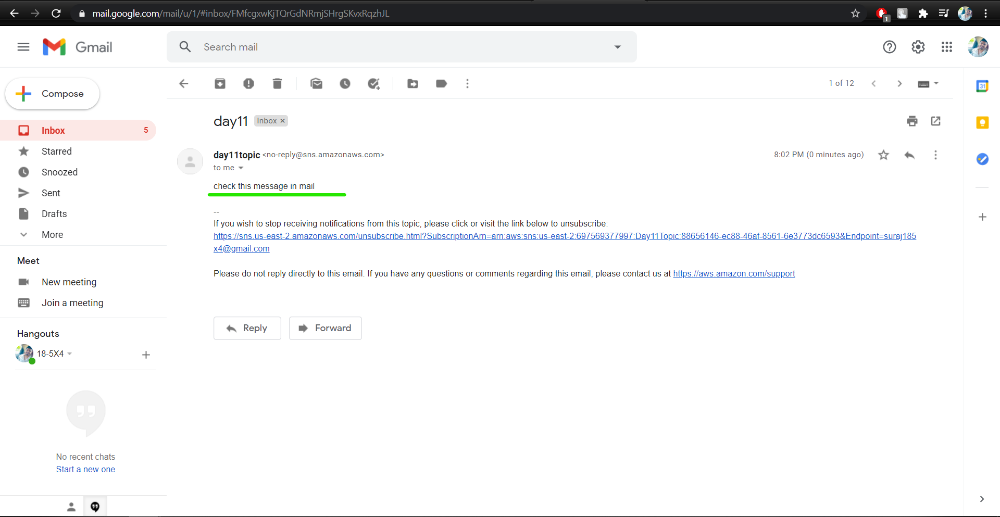 mail.google.com/mail/u/1/#inbox/FMfcgxwKjTQrGdNRmjSHrgSKvxRqzhJL
1
Gmail
Search mail
Compose
1 of 12
31
Inbox 5
Starred
Snoozed
Sent
Drafts
More
Meet
New meeting
Join a meeting
Hangouts
18-5X4
No recent chats
Start a new one
day11 Inbox ×
day11topic <no-reply@sns.amazonaws.com>
8:02 PM (0 minutes ago)
to me
check this message in mail
--
If you wish to stop receiving notifications from this topic, please click or visit the link below to unsubscribe:
https://sns.us-east-2.amazonaws.com/unsubscribe.html?SubscriptionArn=arn:aws:sns:us-east-2:697569377997:Day11Topic:88656146-ec88-46af-8561-6e3773dc6593&Endpoint=suraj185
x4@gmail.com
Please do not reply directly to this email. If you have any questions or comments regarding this email, please contact us at https://aws.amazon.com/support
Reply
Forward